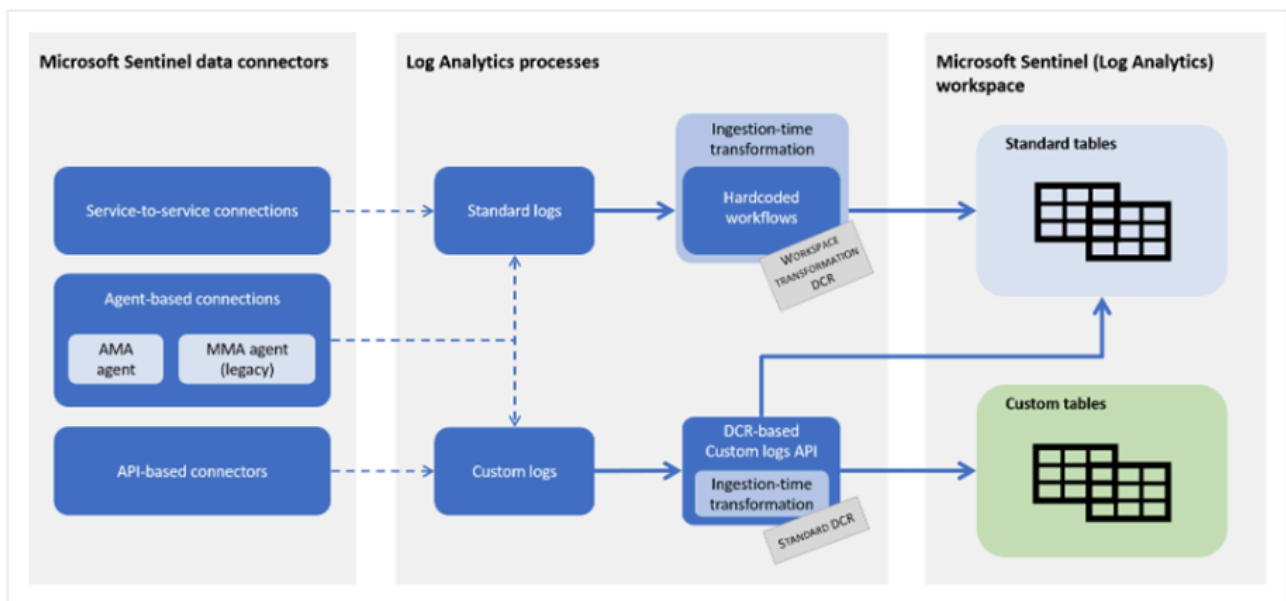 Microsoft Sentinel data connectors
Service-to-service connections
Agent-based connections
AMA
agent
MMA agent
(legacy)
API-based connectors
Log Analytics processes
Standard logs
Ingestion-time
transformation
Hardcoded
workflows
WORKSPACE
TRANSFORMATION
DCR
Custom logs
DCR-based
Custom logs API
Ingestion-time
transformation
STANDARD DCR
Microsoft Sentinel (Log Analytics)
workspace
Standard tables
Custom tables